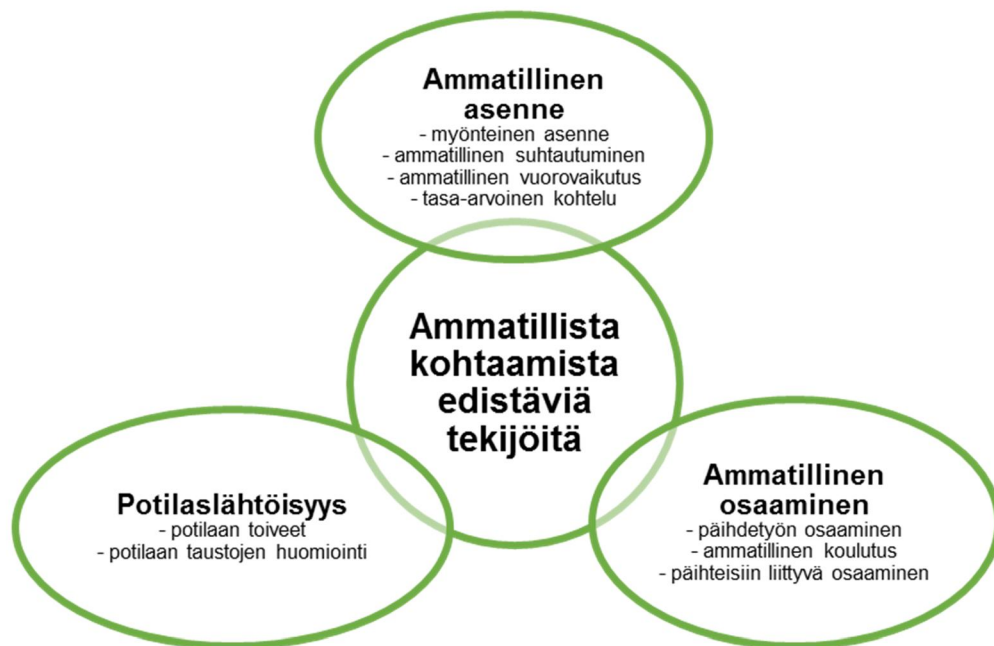 Ammatillinen
asenne
- myönteinen asenne
- ammatillinen suhtautuminen
- ammatillinen vuorovaikutus
- tasa-arvoinen kohtelu
Ammatillista
kohtaamista
edistäviä
tekijöitä
Potilaslähtöisyys
- potilaan toiveet
- potilaan taustojen huomiointi
Ammatillinen
osaaminen
- päihdetyön osaaminen
- ammatillinen koulutus
- päihteisiin liittyvä osaaminen